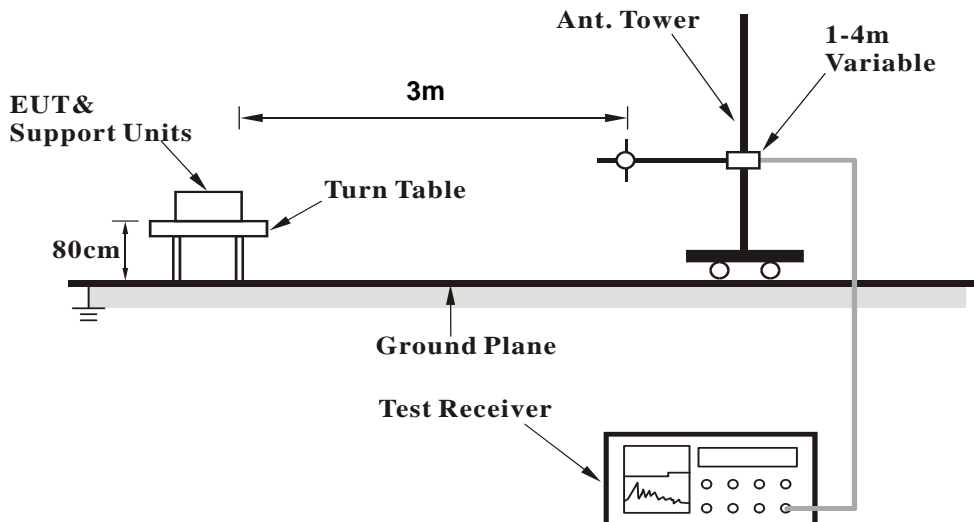 Ant. Tower
1-4m
Variable
3m
EUT&
Support Units
Turn Table
80cm
Ground Plane
Test Receiver